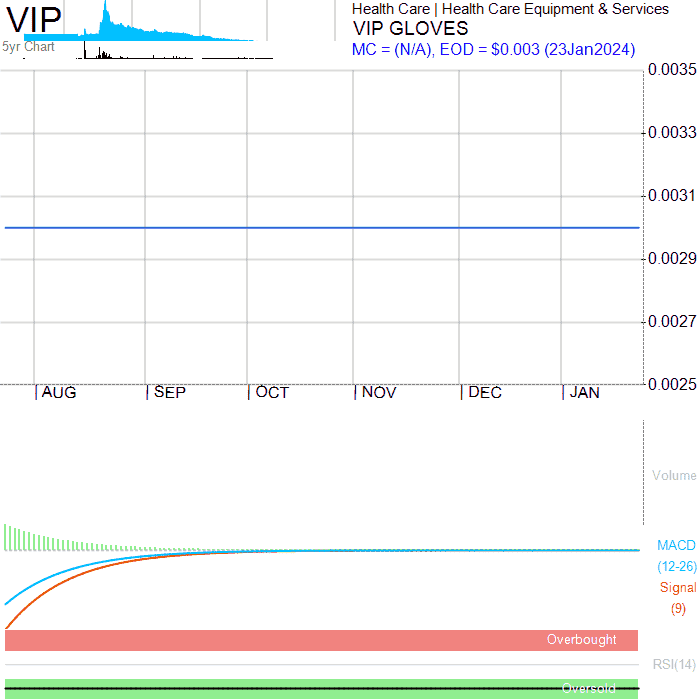 VIP
5yr Chart
Health Care | Health Care Equipment & Services
VIP GLOVES
MC = (N/A), EOD = $0.003 (23Jan2024)
0.0035
0.0033
0.0031
0.0029
0.0027
0.0025
AUG SEP OCT NOV DEC JAN
Volume
MACD
(12-26)
Signal
(9)
Overbought
RSI(14)
Oversold